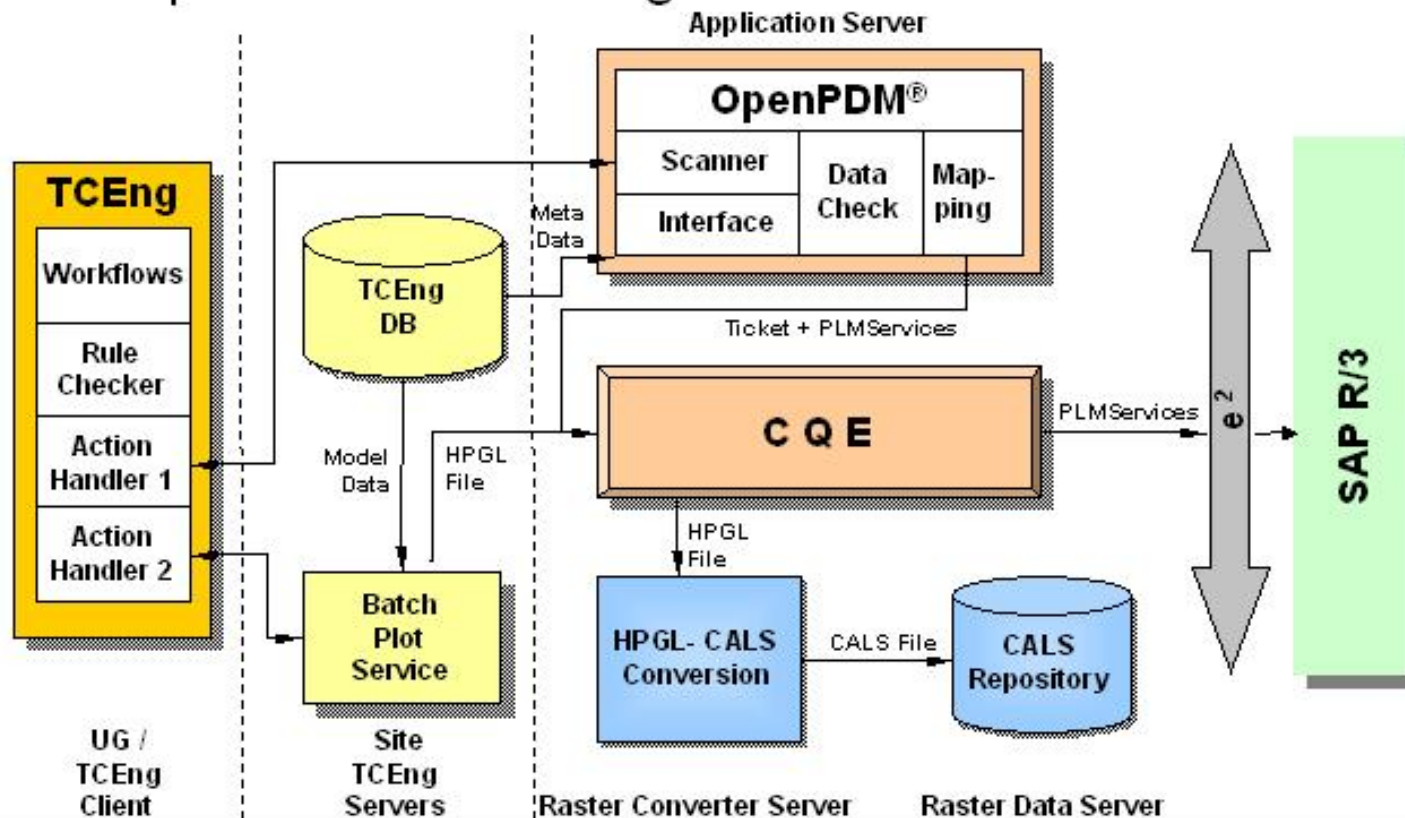 Application Server
OpenPDM®
Scanner
Interface
Data
Check
Map-
ping
TCEng
Workflows
Rule
Checker
Action
Handler 1
Action
Handler 2
TCEng
DB
Meta
Data
Ticket + PLMServices
Model
Data
HPGL
File
C Q E
PLMServices
e²
SAP R/3
HPGL
File
Batch
Plot
Service
HPGL- CALS
Conversion
CALS File
CALS
Repository
UG /
TCEng
Client
Site
TCEng
Servers
Raster Converter Server
Raster Data Server